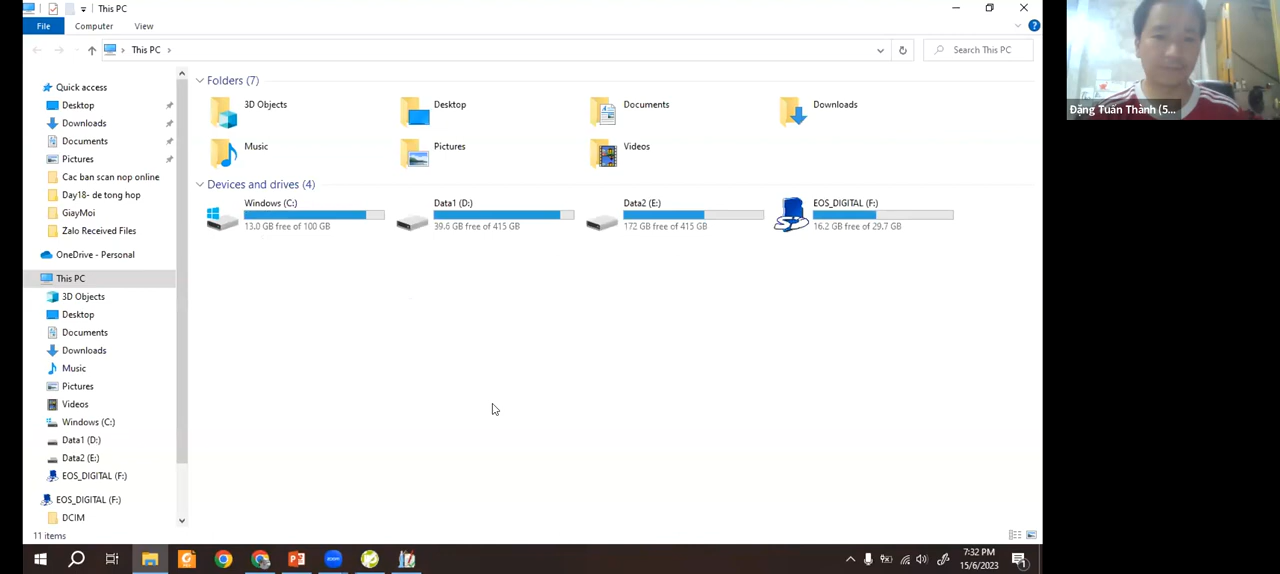 This PC
File
Computer
View
This PC
Search This PC
Quick access
Desktop
Downloads
Documents
Pictures
Cac ban scan nop online
Day18- de tong hop
GiayMoi
Zalo Received Files
OneDrive - Personal
This PC
3D Objects
Desktop
Documents
Downloads
Music
Pictures
Videos
Windows (C:)
Data1 (D:)
Data2 (E:)
EOS_DIGITAL (F:)
EOS_DIGITAL (F:)
DCIM
11 items
Folders (7)
3D Objects
Desktop
Documents
Downloads
Music
Pictures
Videos
Devices and drives (4)
Windows (C:)
13.0 GB free of 100 GB
Data1 (D:)
39.6 GB free of 415 GB
Data2 (E:)
172 GB free of 415 GB
EOS_DIGITAL (F:)
16.2 GB free of 29.7 GB
Đặng Tuấn Thành (5...
zoom
7:32 PM
15/6/2023